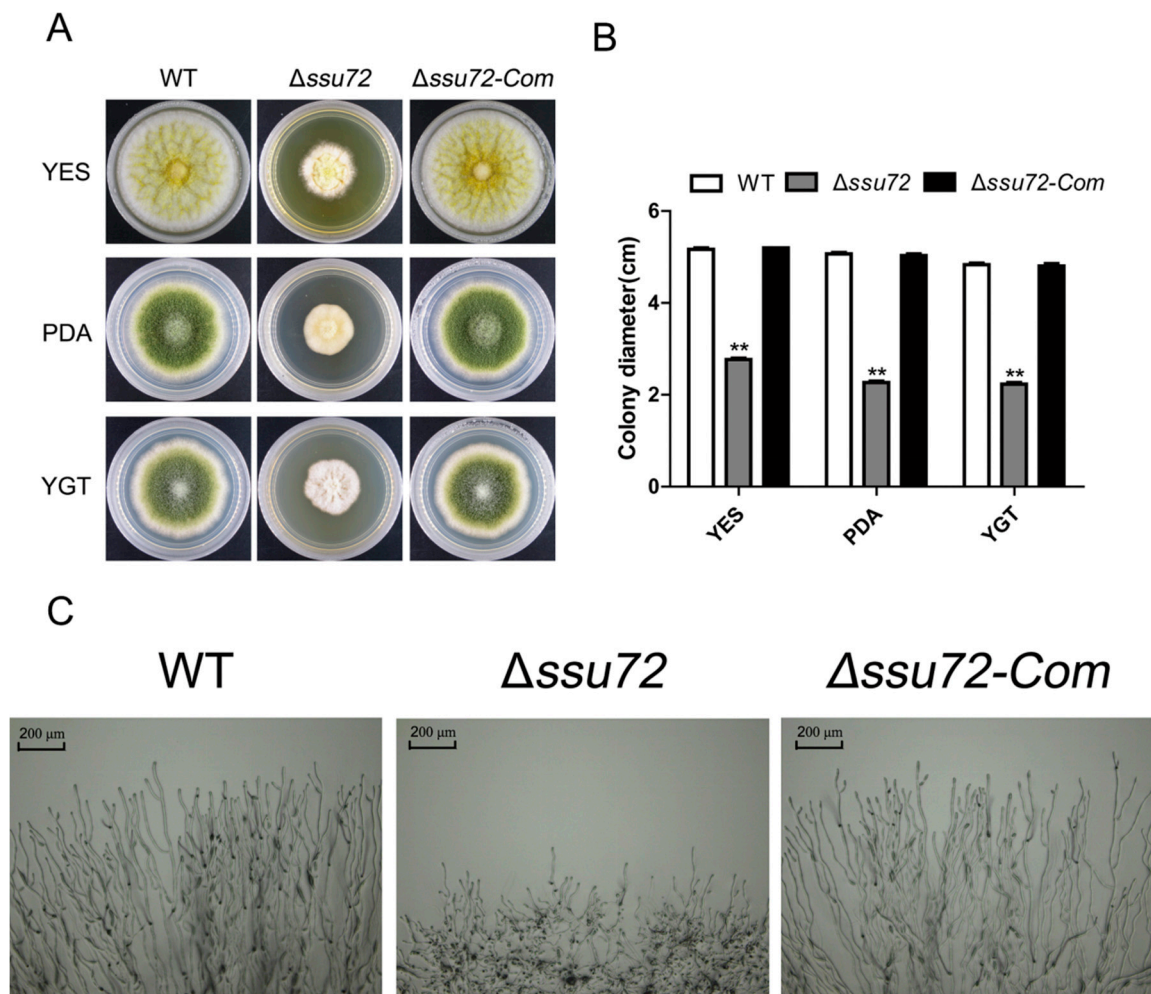 A
WT Δssu72 Δssu72-Com
YES
PDA
YGT
B
WT Δssu72 Δssu72-Com
Colony diameter(cm)
6
4
2
0
**
**
**
YES PDA YGT
C
WT Δssu72 Δssu72-Com
200 μm 200 μm 200 μm